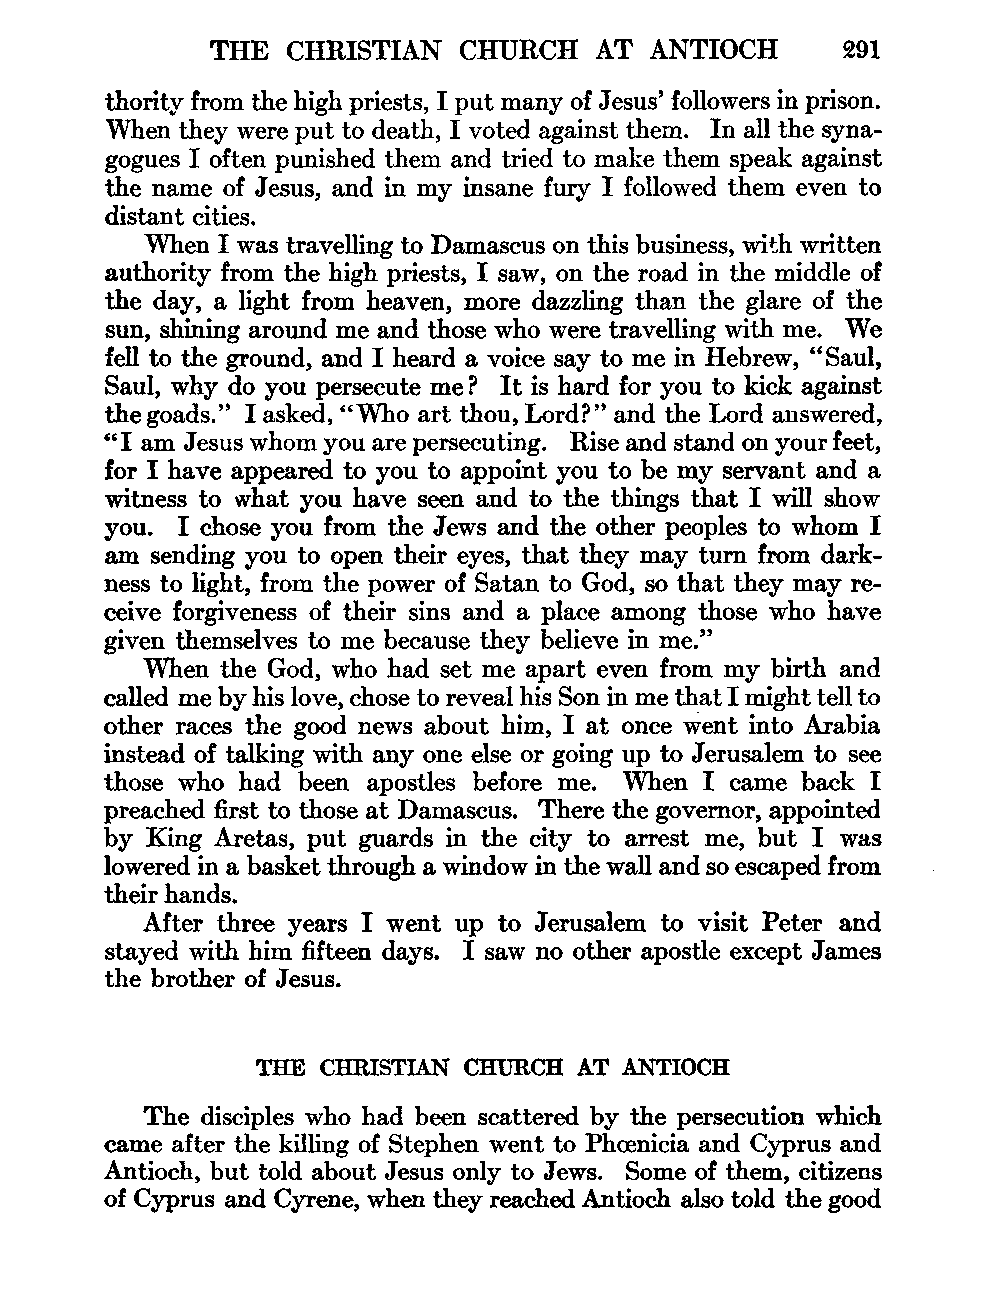 THE CHRISTIAN CHURCH AT ANTIOCH 291
thority from the high priests, I put many of Jesus' followers in prison.
When they were put to death, I voted against them. In all the syna-
gogues I often punished them and tried to make them speak against
the name of Jesus, and in my insane fury I followed them even to
distant cities.
When I was travelling to Damascus on this business, with written
authority from the high priests, I saw, on the road in the middle of
the day, a light from heaven, more dazzling than the glare of the
sun, shining around me and those who were travelling with me. We
fell to the ground, and I heard a voice say to me in Hebrew, “Saul,
Saul, why do you persecute me? It is hard for you to kick against
the goads.” I asked, “Who art thou, Lord?” and the Lord answered,
“I am Jesus whom you are persecuting. Rise and stand on your feet,
for I have appeared to you to appoint you to be my servant and a
witness to what you have seen and to the things that I will show
you. I chose you from the Jews and the other peoples to whom I
am sending you to open their eyes, that they may turn from dark-
ness to light, from the power of Satan to God, so that they may re-
ceive forgiveness of their sins and a place among those who have
given themselves to me because they believe in me.”
When the God, who had set me apart even from my birth and
called me by his love, chose to reveal his Son in me that I might tell to
other races the good news about him, I at once went into Arabia
instead of talking with any one else or going up to Jerusalem to see
those who had been apostles before me. When I came back I
preached first to those at Damascus. There the governor, appointed
by King Aretas, put guards in the city to arrest me, but I was
lowered in a basket through a window in the wall and so escaped from
their hands.
After three years I went up to Jerusalem to visit Peter and
stayed with him fifteen days. I saw no other apostle except James
the brother of Jesus.
THE CHRISTIAN CHURCH AT ANTIOCH
The disciples who had been scattered by the persecution which
came after the killing of Stephen went to Phœnicia and Cyprus and
Antioch, but told about Jesus only to Jews. Some of them, citizens
of Cyprus and Cyrene, when they reached Antioch also told the good